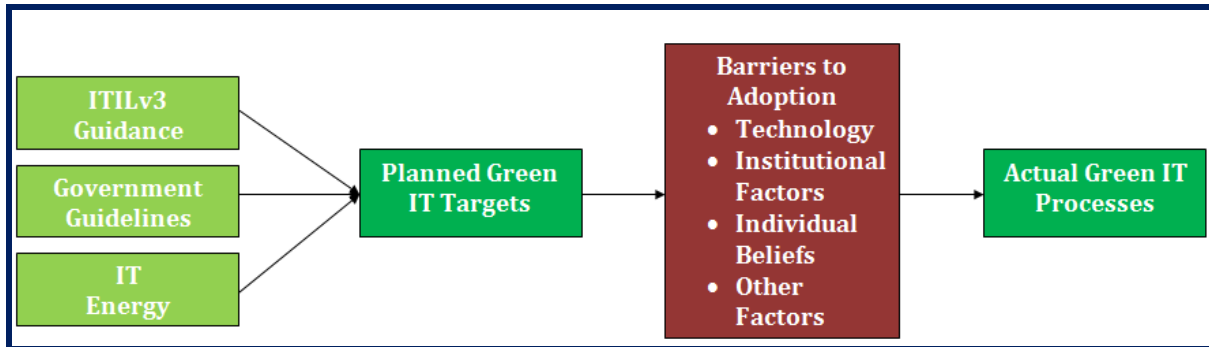 ITILv3
Guidance
Government
Guidelines
IT
Energy
Planned Green
IT Targets
Barriers to
Adoption
• Technology
• Institutional
Factors
• Individual
Beliefs
• Other
Factors
Actual Green IT
Processes